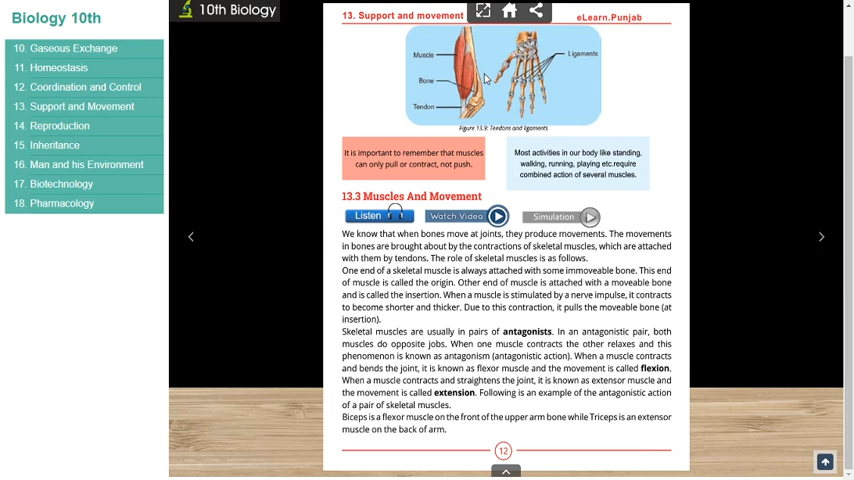 Biology 10th
10. Gaseous Exchange
11. Homeostasis
12. Coordination and Control
13. Support and Movement
14. Reproduction
15. Inheritance
16. Man and his Environment
17. Biotechnology
18. Pharmacology
10th Biology
13. Support and movement
eLearn.Punjab
Muscle
Bone
Tendon
Ligaments
Figure 13.9: Tendons and ligaments
It is important to remember that muscles
can only pull or contract, not push.
Most activities in our body like standing,
walking, running, playing etc.require
combined action of several muscles.
13.3 Muscles And Movement
Listen
Watch Video
Simulation
We know that when bones move at joints, they produce movements. The movements
in bones are brought about by the contractions of skeletal muscles, which are attached
with them by tendons. The role of skeletal muscles is as follows.
One end of a skeletal muscle is always attached with some immoveable bone. This end
of muscle is called the origin. Other end of muscle is attached with a moveable bone
and is called the insertion. When a muscle is stimulated by a nerve impulse, it contracts
to become shorter and thicker. Due to this contraction, it pulls the moveable bone (at
insertion).
Skeletal muscles are usually in pairs of antagonists. In an antagonistic pair, both
muscles do opposite jobs. When one muscle contracts the other relaxes and this
phenomenon is known as antagonism (antagonistic action). When a muscle contracts
and bends the joint, it is known as flexor muscle and the movement is called flexion.
When a muscle contracts and straightens the joint, it is known as extensor muscle and
the movement is called extension. Following is an example of the antagonistic action
of a pair of skeletal muscles.
Biceps is a flexor muscle on the front of the upper arm bone while Triceps is an extensor
muscle on the back of arm.
12